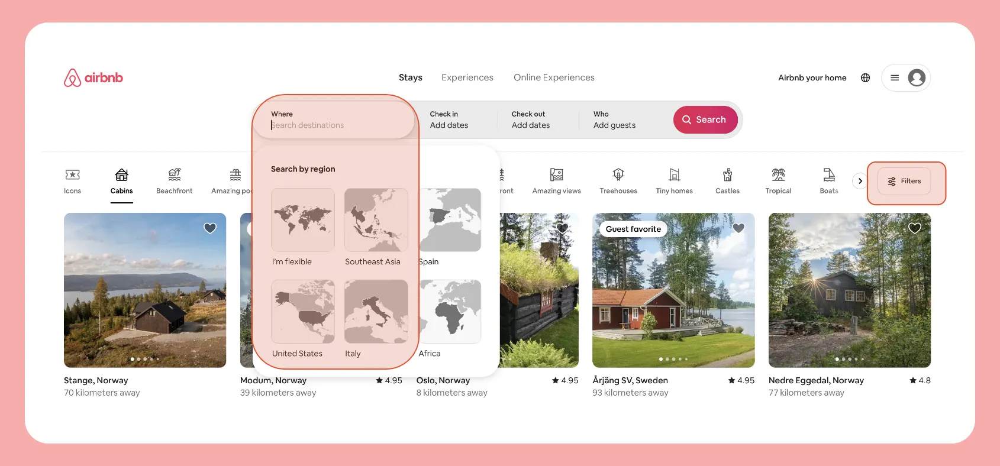 airbnb
Stays Experiences Online Experiences
Airbnb your home
Where
Search destinations
Check in
Add dates
Check out
Add dates
Who
Add guests
Search
Icons
Cabins
Beachfront
Amazing poo
ront
Amazing views
Treehouses
Tiny homes
Castles
Tropical
Boats
Filters
Search by region
I'm flexible
Southeast Asia
Spain
United States
Italy
Africa
Guest favorite
Stange, Norway
70 kilometers away
Modum, Norway ★ 4.95
39 kilometers away
Oslo, Norway ★ 4.95
8 kilometers away
Årjäng SV, Sweden ★ 4.95
93 kilometers away
Nedre Eggedal, Norway ★ 4.8
77 kilometers away